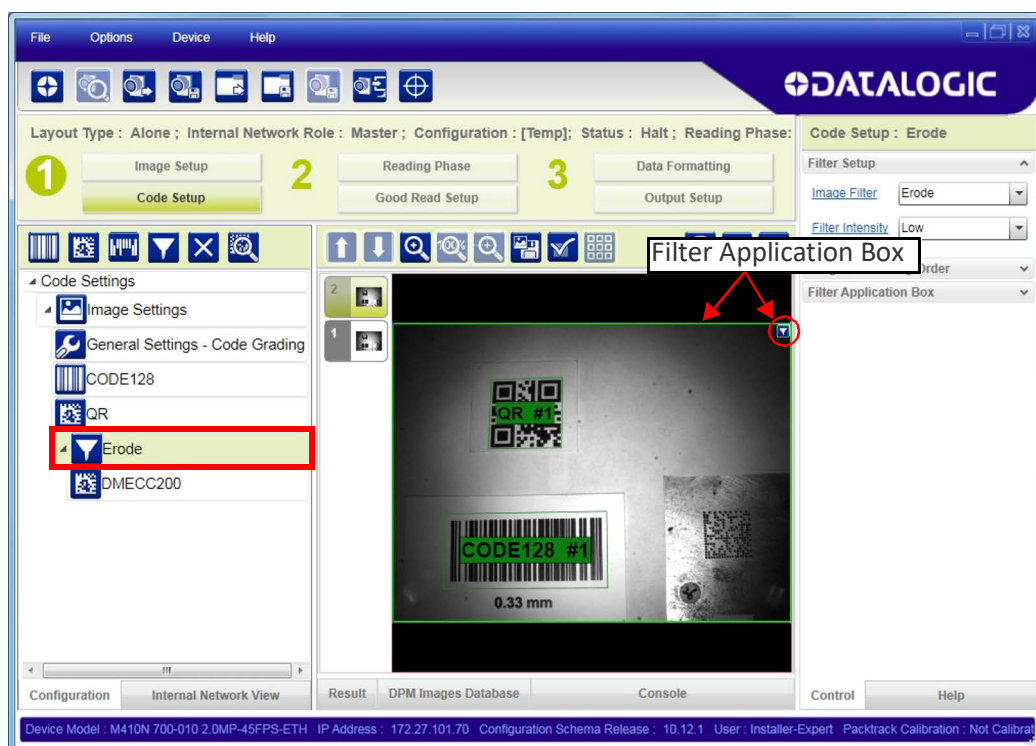 File Options Device Help
DATALOGIC
Layout Type : Alone ; Internal Network Role : Master ; Configuration : [Temp]; Status : Halt ; Reading Phase:
Code Setup : Erode
1 Image Setup 2 Reading Phase 3 Data Formatting
Code Setup Good Read Setup Output Setup
Filter Setup
Image Filter Erode
Filter Intensity Low
Order
Filter Application Box
100%
Filter Application Box
Code Settings
Image Settings
General Settings - Code Grading
CODE128
QR
Erode
DMECC200
2
1
QR #1
CODE128 #1
0.33 mm
Configuration Internal Network View
Result DPM Images Database Console
Control Help
Device Model : M410N 700-010 2.0MP-45FPS-ETH IP Address : 172.27.101.70 Configuration Schema Release : 10.12.1 User : Installer-Expert Packtrack Calibration : Not Calibrat